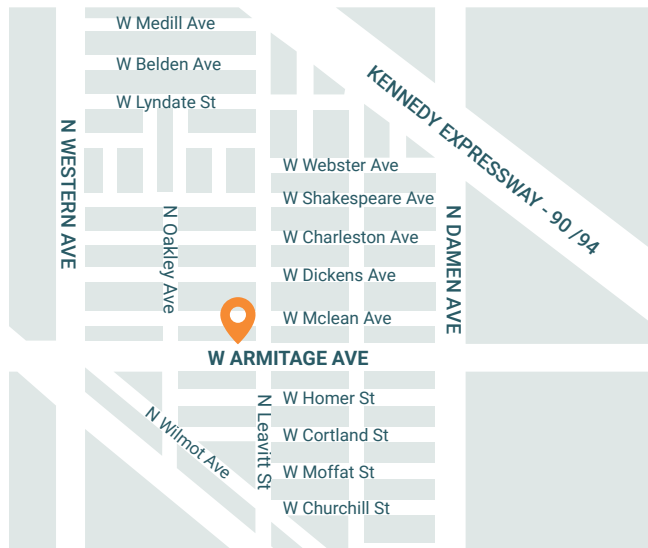 W Medill Ave
W Belden Ave
W Lyndate St
KENNEDY EXPRESSWAY - 90 /94
N WESTERN AVE
W Webster Ave
W Shakespeare Ave
N Oakley Ave
N DAMEN AVE
W Charleston Ave
W Dickens Ave
W Mclean Ave
W ARMITAGE AVE
W Homer St
N Leavitt St
N Wilmot Ave
W Cortland St
W Moffat St
W Churchill St